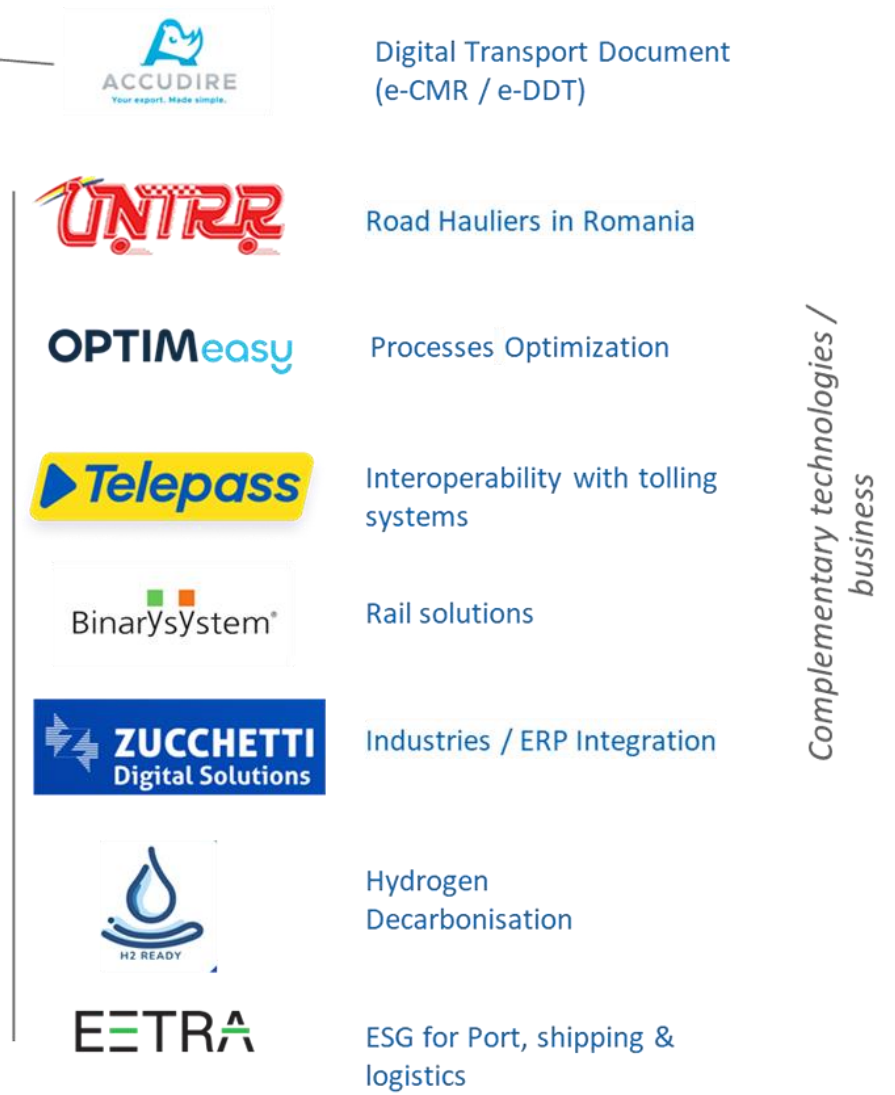 ACCUDIRE
Your export. Made simple.
Digital Transport Document
(e-CMR / e-DDT)
UNTRR
Road Hauliers in Romania
OPTIMeasy
Processes Optimization
Telepass
Interoperability with tolling
systems
Binarysystem®
Rail solutions
ZUCCHETTI
Digital Solutions
Industries / ERP Integration
H2 READY
Hydrogen
Decarbonisation
EETRA
ESG for Port, shipping &
logistics
Complementary technologies /
business